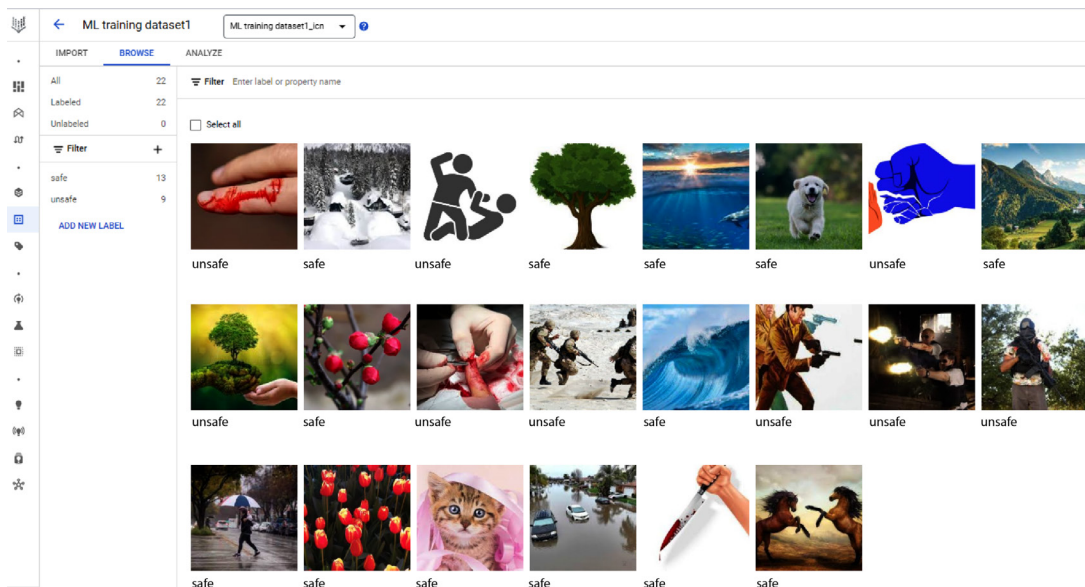 ML training dataset1
ML training dataset1_icn
IMPORT BROWSE ANALYZE
All 22
Labeled 22
Unlabeled 0
Filter
safe 13
unsafe 9
ADD NEW LABEL
Filter Enter label or property name
Select all
unsafe safe unsafe safe safe safe unsafe safe
unsafe safe unsafe unsafe safe unsafe unsafe unsafe
safe safe safe safe safe safe